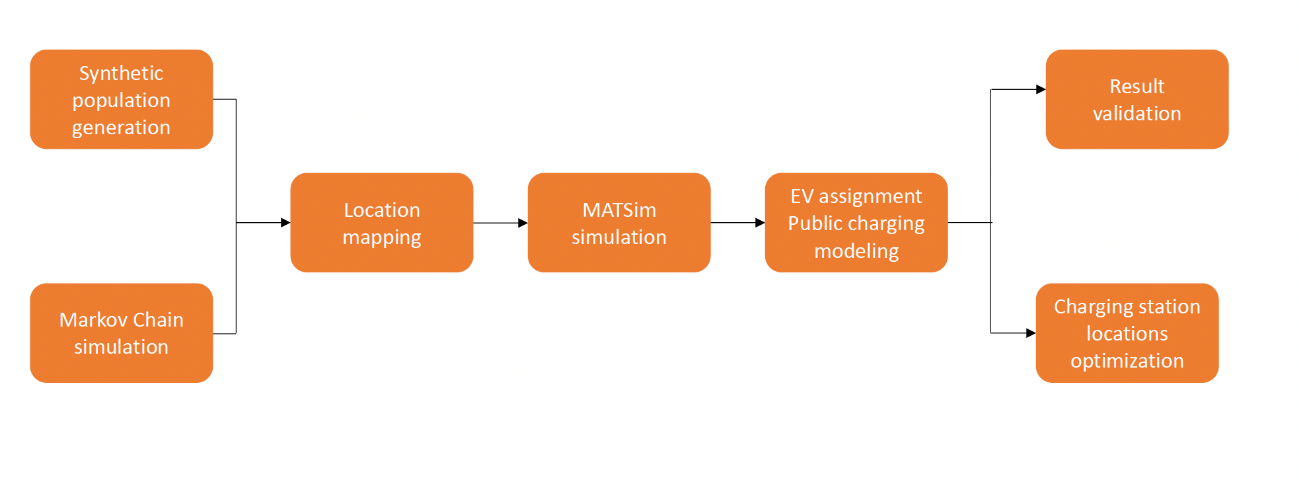 Synthetic
population
generation
Markov Chain
simulation
Location
mapping
MATSim
simulation
EV assignment
Public charging
modeling
Result
validation
Charging station
locations
optimization